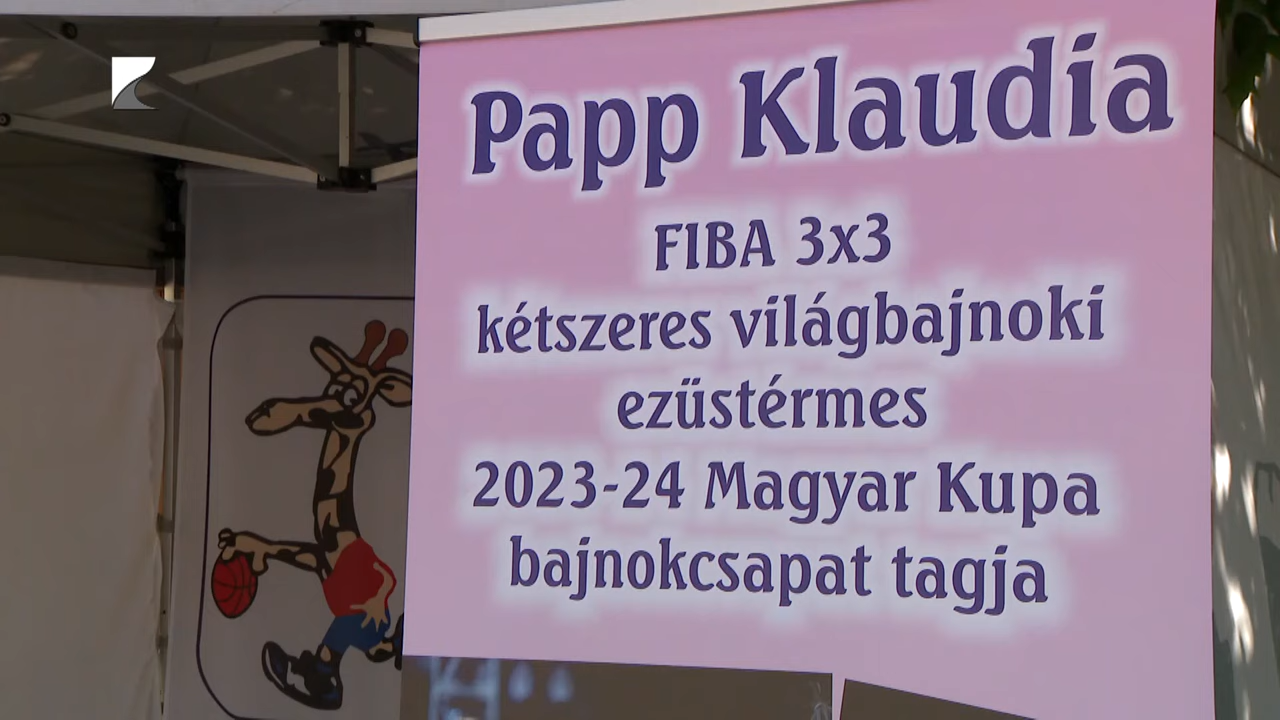 Papp Klaudia
FIBA 3x3
kétszeres világbajnoki
ezüstérmes
2023-24 Magyar Kupa
bajnokcsapat tagja